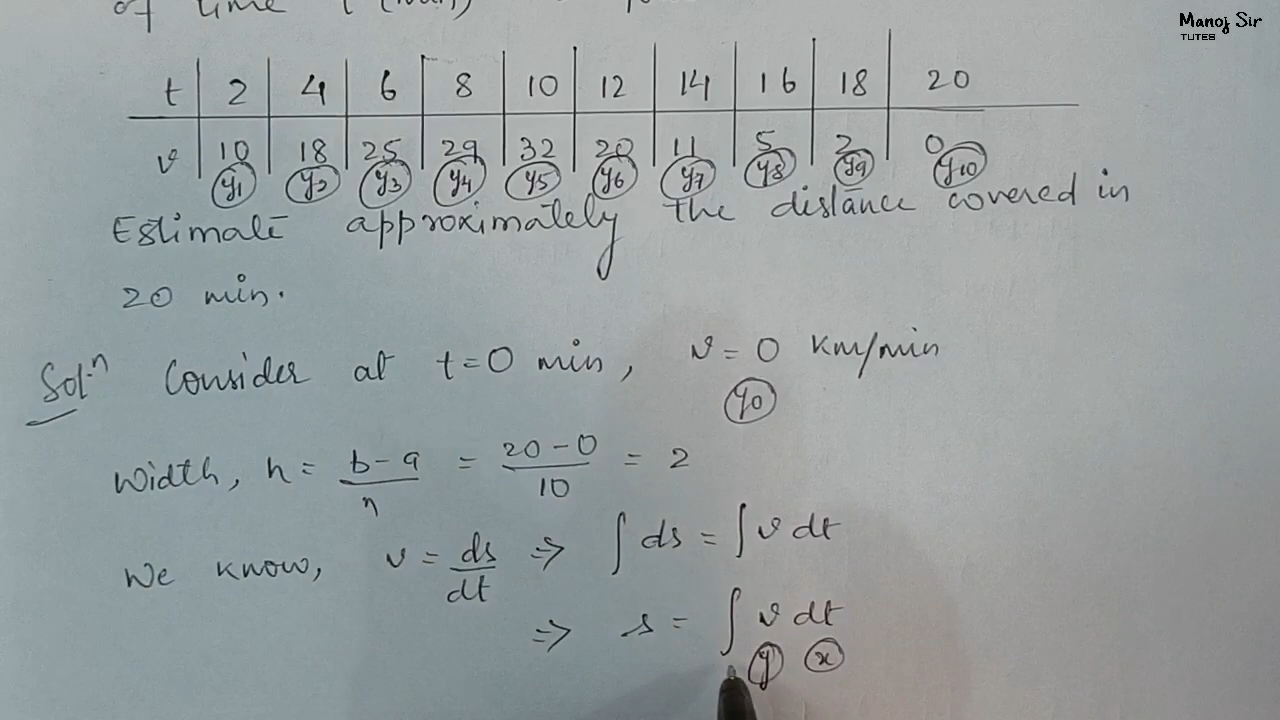 Manoj Sir
TUTES
of time t
t 2 4 6 8 10 12 14 16 18 20
v 10 18 25 29 32 20 11 5 2 0
y1 y2 y3 y4 y5 y6 y7 y8 y9 y10
Estimate approximately the distance covered in
20 min.
Sol.n Consider at t=0 min, v = 0 km/min
y0
Width, h = b-a/n = 20-0/10 = 2
We know, v = ds/dt ⇒ ∫ds = ∫v dt
⇒ s = ∫v dt
y x